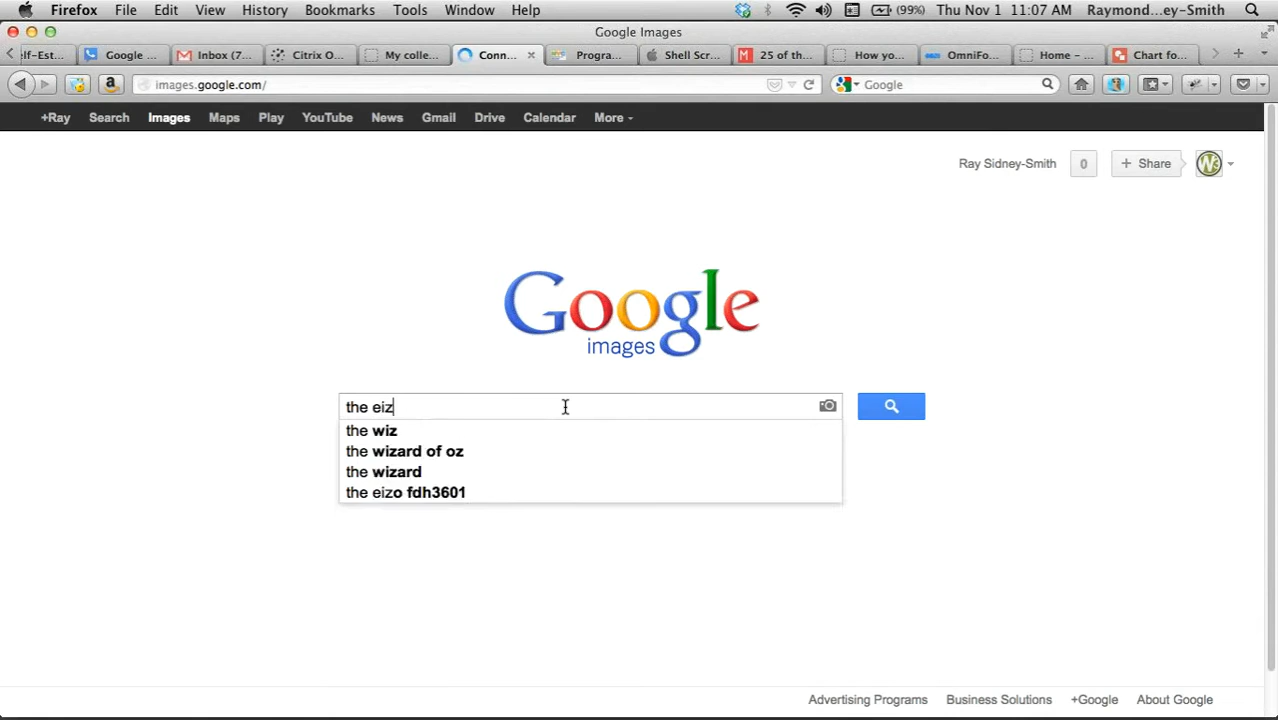 Firefox File Edit View History Bookmarks Tools Window Help (99%) Thu Nov 1 11:07 AM Raymond...ey-Smith
Google Images
elf-Est... Google ... Inbox (7... Citrix O... My colle... Conn... Progra... Shell Scr... M 25 of th... How yo... OmniFo... Home – ... Chart fo...
images.google.com/ Google
+Ray Search Images Maps Play YouTube News Gmail Drive Calendar More
Ray Sidney-Smith 0 + Share
Google
images
the eiz
the wiz
the wizard of oz
the wizard
the eizo fdh3601
Advertising Programs Business Solutions +Google About Google